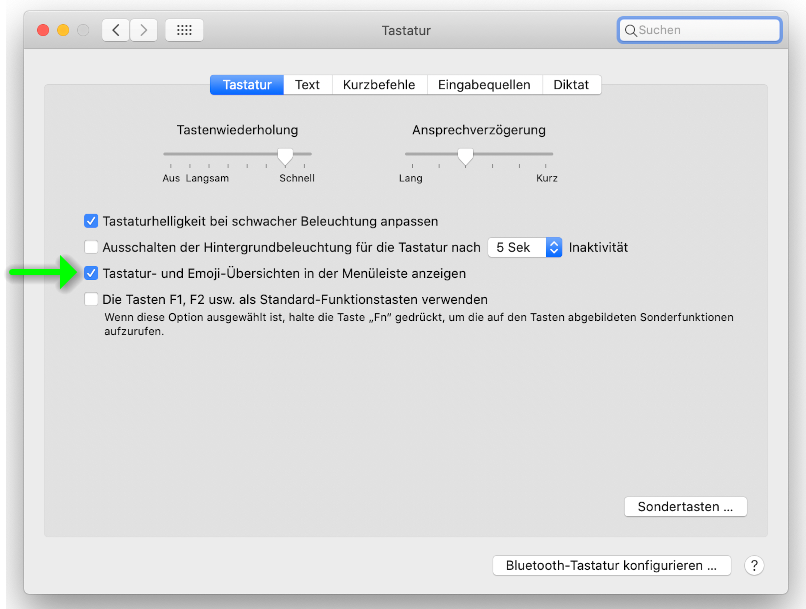 Tastatur
Suchen
Tastatur Text Kurzbefehle Eingabequellen Diktat
Tastenwiederholung Ansprechverzögerung
Aus Langsam Schnell Lang Kurz
Tastaturhelligkeit bei schwacher Beleuchtung anpassen
Ausschalten der Hintergrundbeleuchtung für die Tastatur nach 5 Sek Inaktivität
Tastatur- und Emoji-Übersichten in der Menüleiste anzeigen
Die Tasten F1, F2 usw. als Standard-Funktionstasten verwenden
Wenn diese Option ausgewählt ist, halte die Taste „Fn“ gedrückt, um die auf den Tasten abgebildeten Sonderfunktionen
aufzurufen.
Sondertasten ...
Bluetooth-Tastatur konfigurieren ... ?